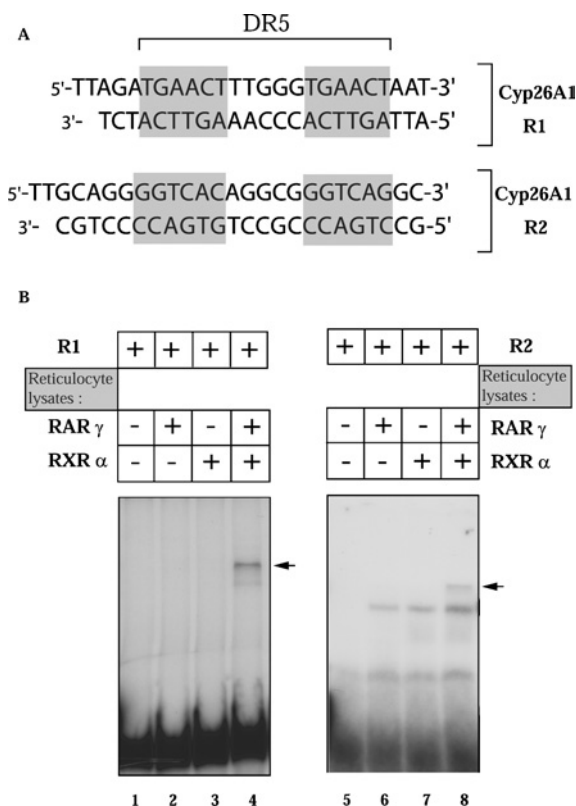 A
DR5
5'-TTAGATGAACTTTGGGTGAACTAAT-3'
3'- TCTACTTGAAACCCACTTGATTA-5'
Cyp26A1
R1
5'-TTGCAGGGGTCACAGGCGGGTCAGGC-3'
3'- CGTCCCCAGTGTCCGCCCAGTCCG-5'
Cyp26A1
R2
B
R1 + + + +
Reticulocyte
lysates :
RAR γ - + - +
RXR α - - + +
+ + + + R2
Reticulocyte
lysates :
- + - + RAR γ
- - + + RXR α
1 2 3 4
5 6 7 8